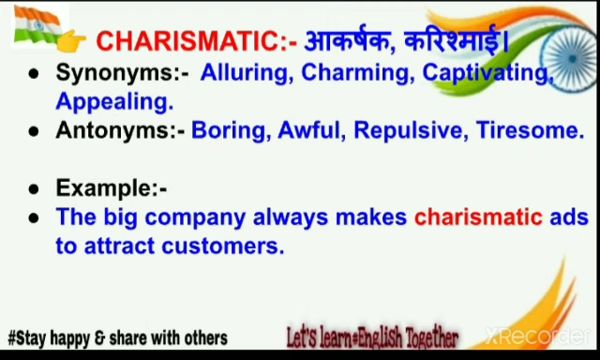 👉 CHARISMATIC:- आकर्षक, करिश्माई।
● Synonyms:- Alluring, Charming, Captivating,
Appealing.
● Antonyms:- Boring, Awful, Repulsive, Tiresome.
● Example:-
● The big company always makes charismatic ads
to attract customers.
#Stay happy & share with others
Let's learn=English Together
XRecorder